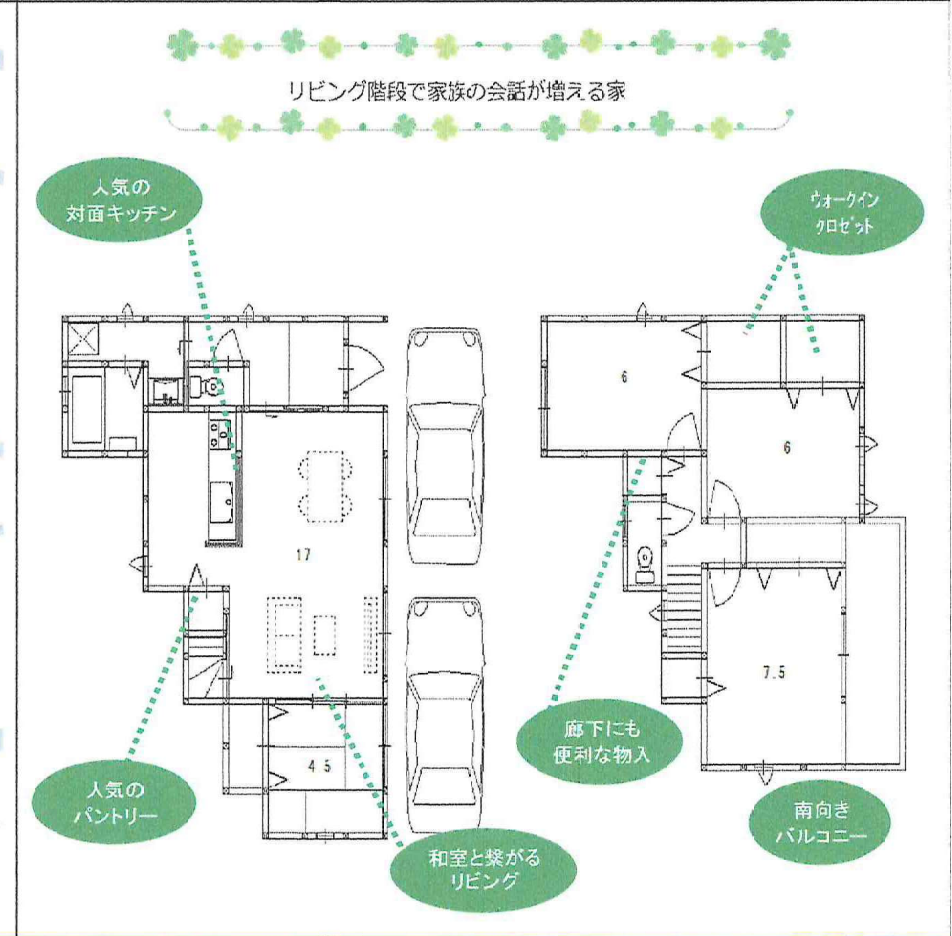 リビング階段で家族の会話が増える家
人気の
対面キッチン
ウォークイン
クロゼット
6
6
17
7.5
4.5
廊下にも
便利な物入
人気の
パントリー
南向き
バルコニー
和室と繋がる
リビング